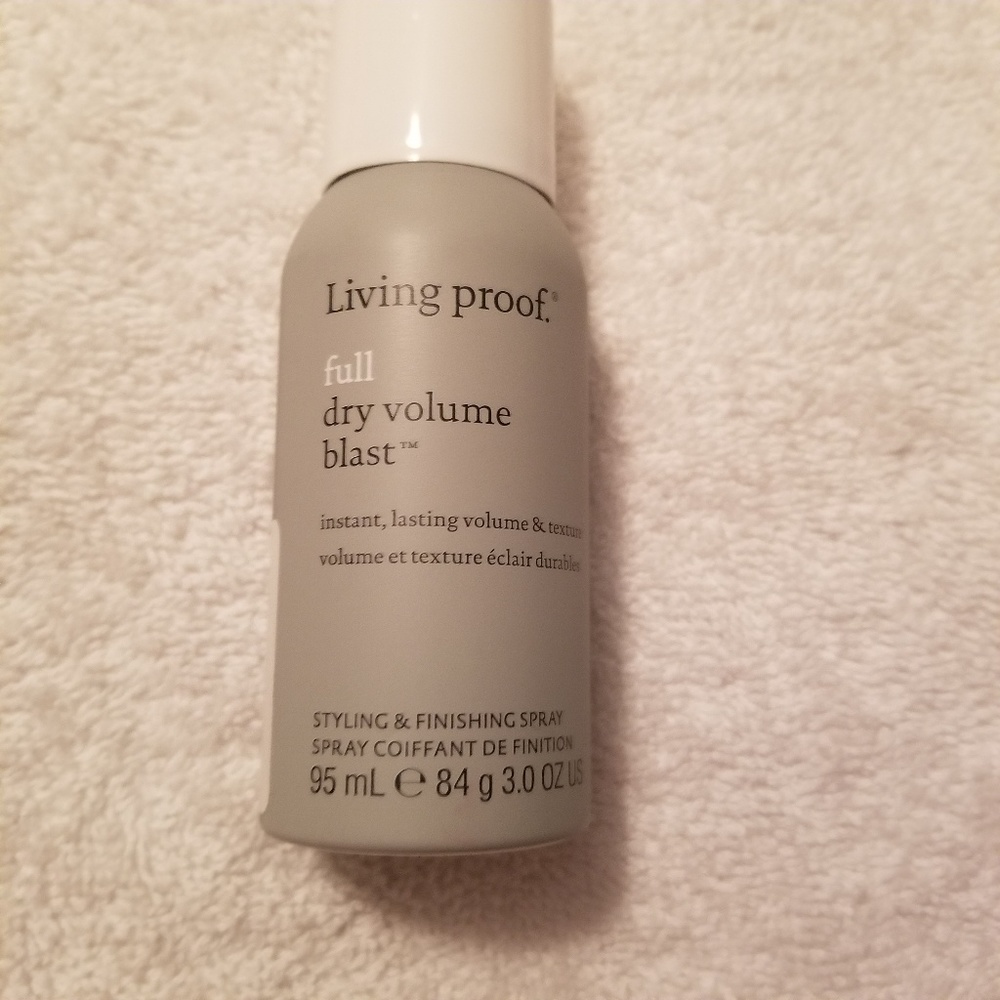 Living proof.®
full
dry volume
blast™
instant, lasting volume & texture
volume et texture éclair durables
STYLING & FINISHING SPRAY
SPRAY COIFFANT DE FINITION
95 mL ℮ 84 g 3.0 OZ US